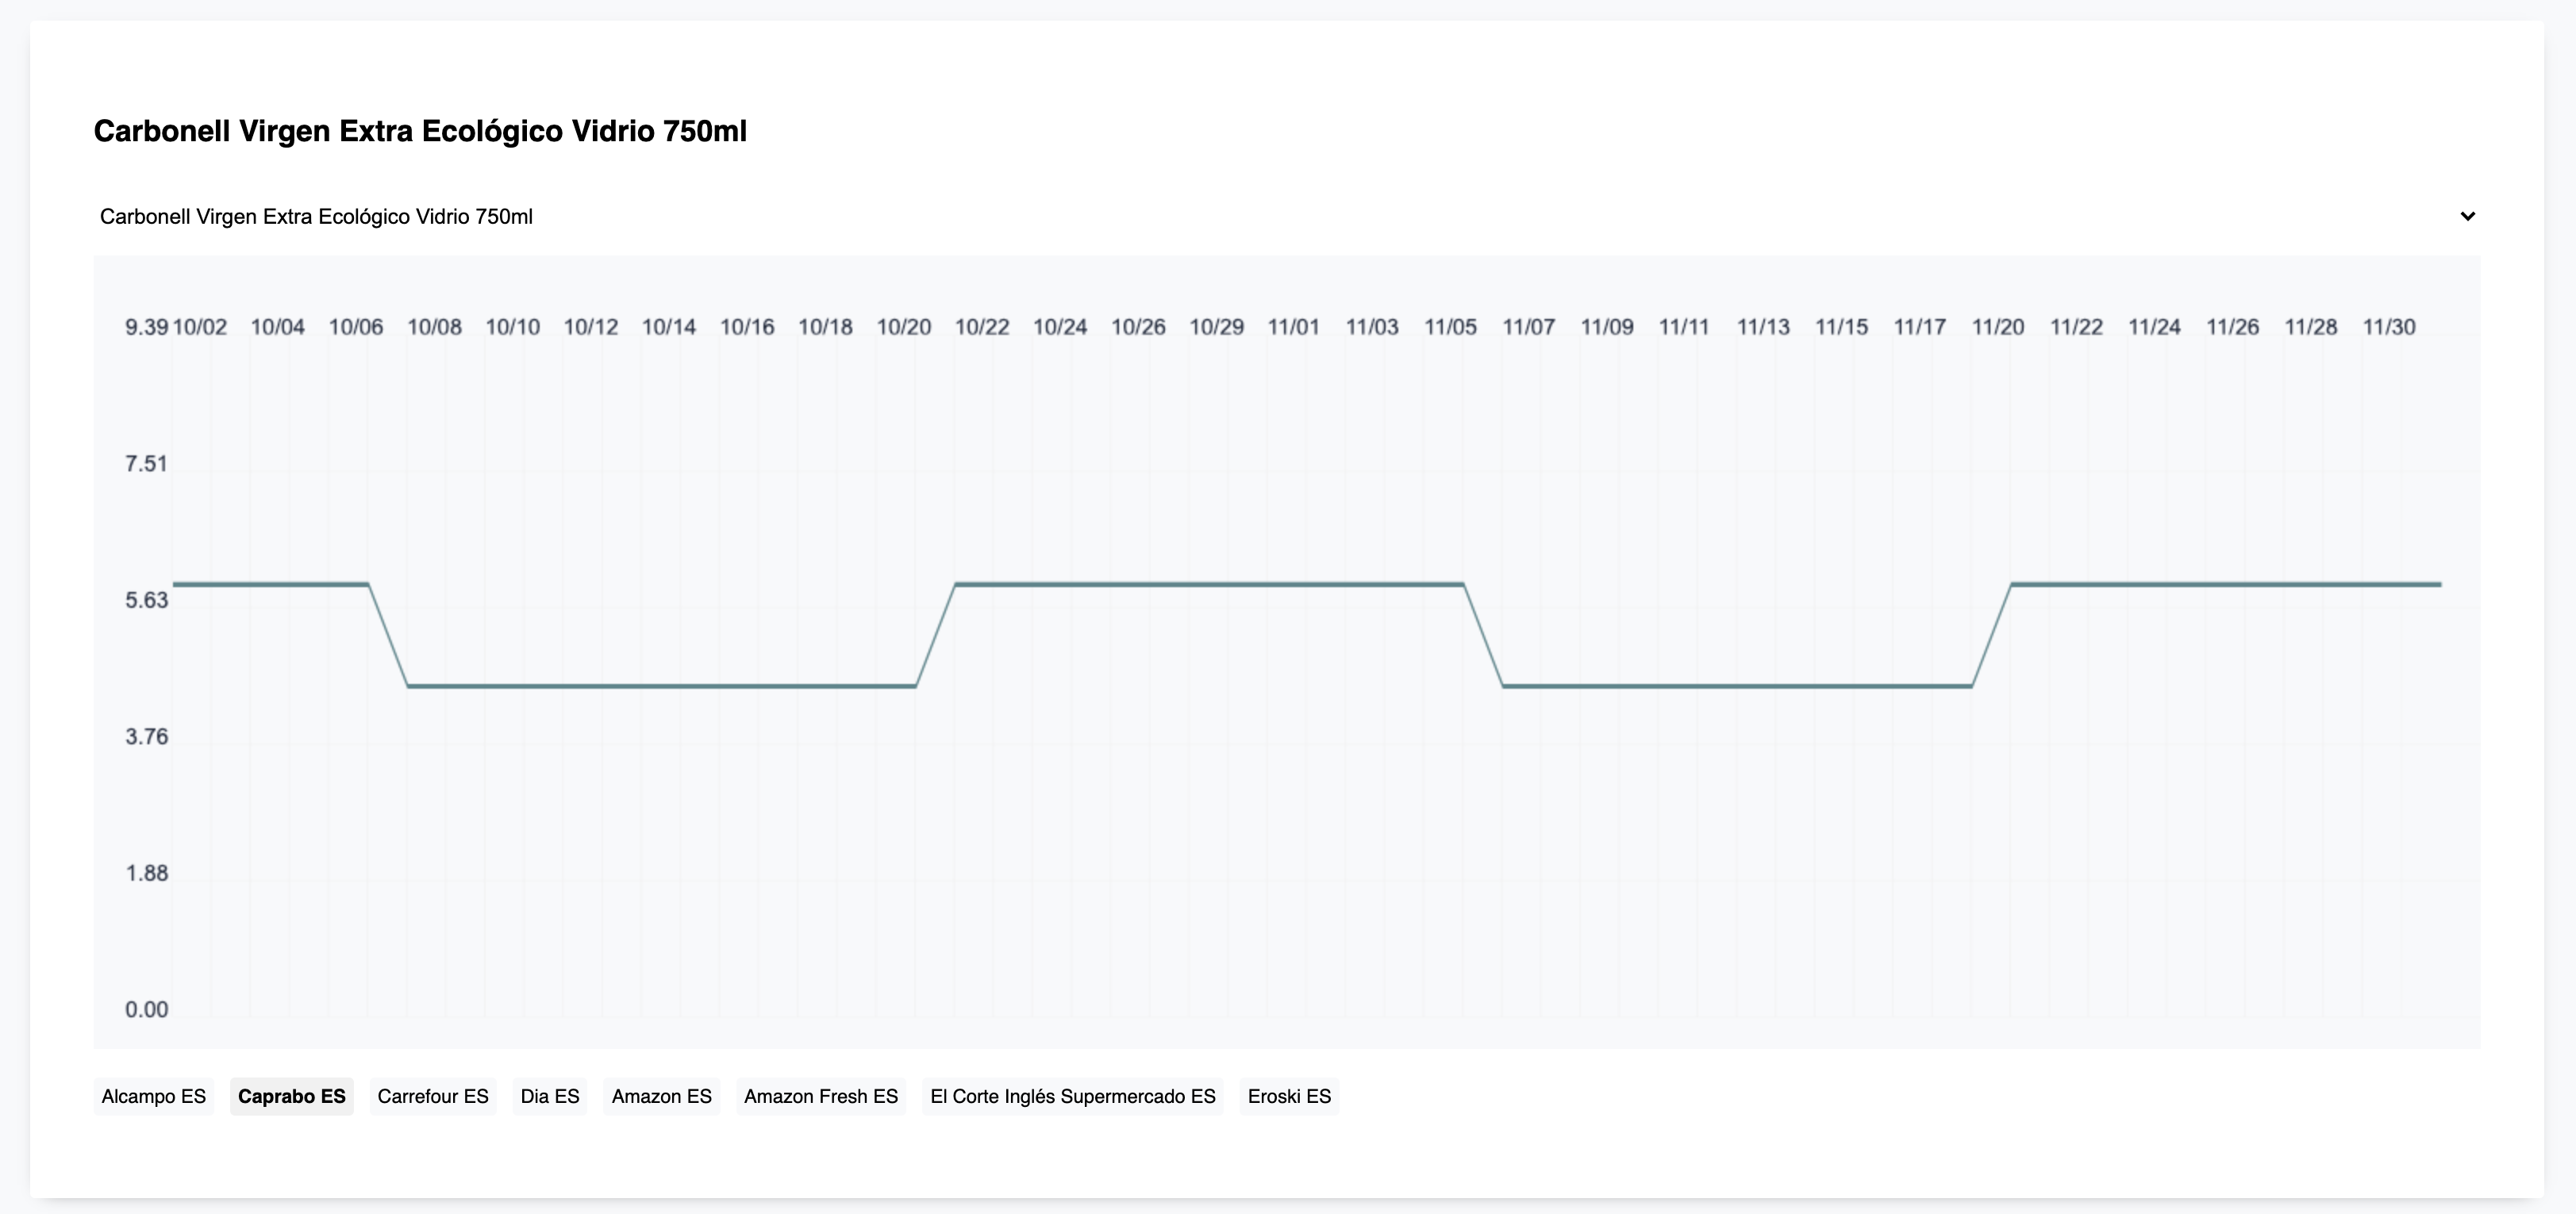 Carbonell Virgen Extra Ecológico Vidrio 750ml
Carbonell Virgen Extra Ecológico Vidrio 750ml
9.39 10/02 10/04 10/06 10/08 10/10 10/12 10/14 10/16 10/18 10/20 10/22 10/24 10/26 10/29 11/01 11/03 11/05 11/07 11/09 11/11 11/13 11/15 11/17 11/20 11/22 11/24 11/26 11/28 11/30
7.51
5.63
3.76
1.88
0.00
Alcampo ES Caprabo ES Carrefour ES Dia ES Amazon ES Amazon Fresh ES El Corte Inglés Supermercado ES Eroski ES